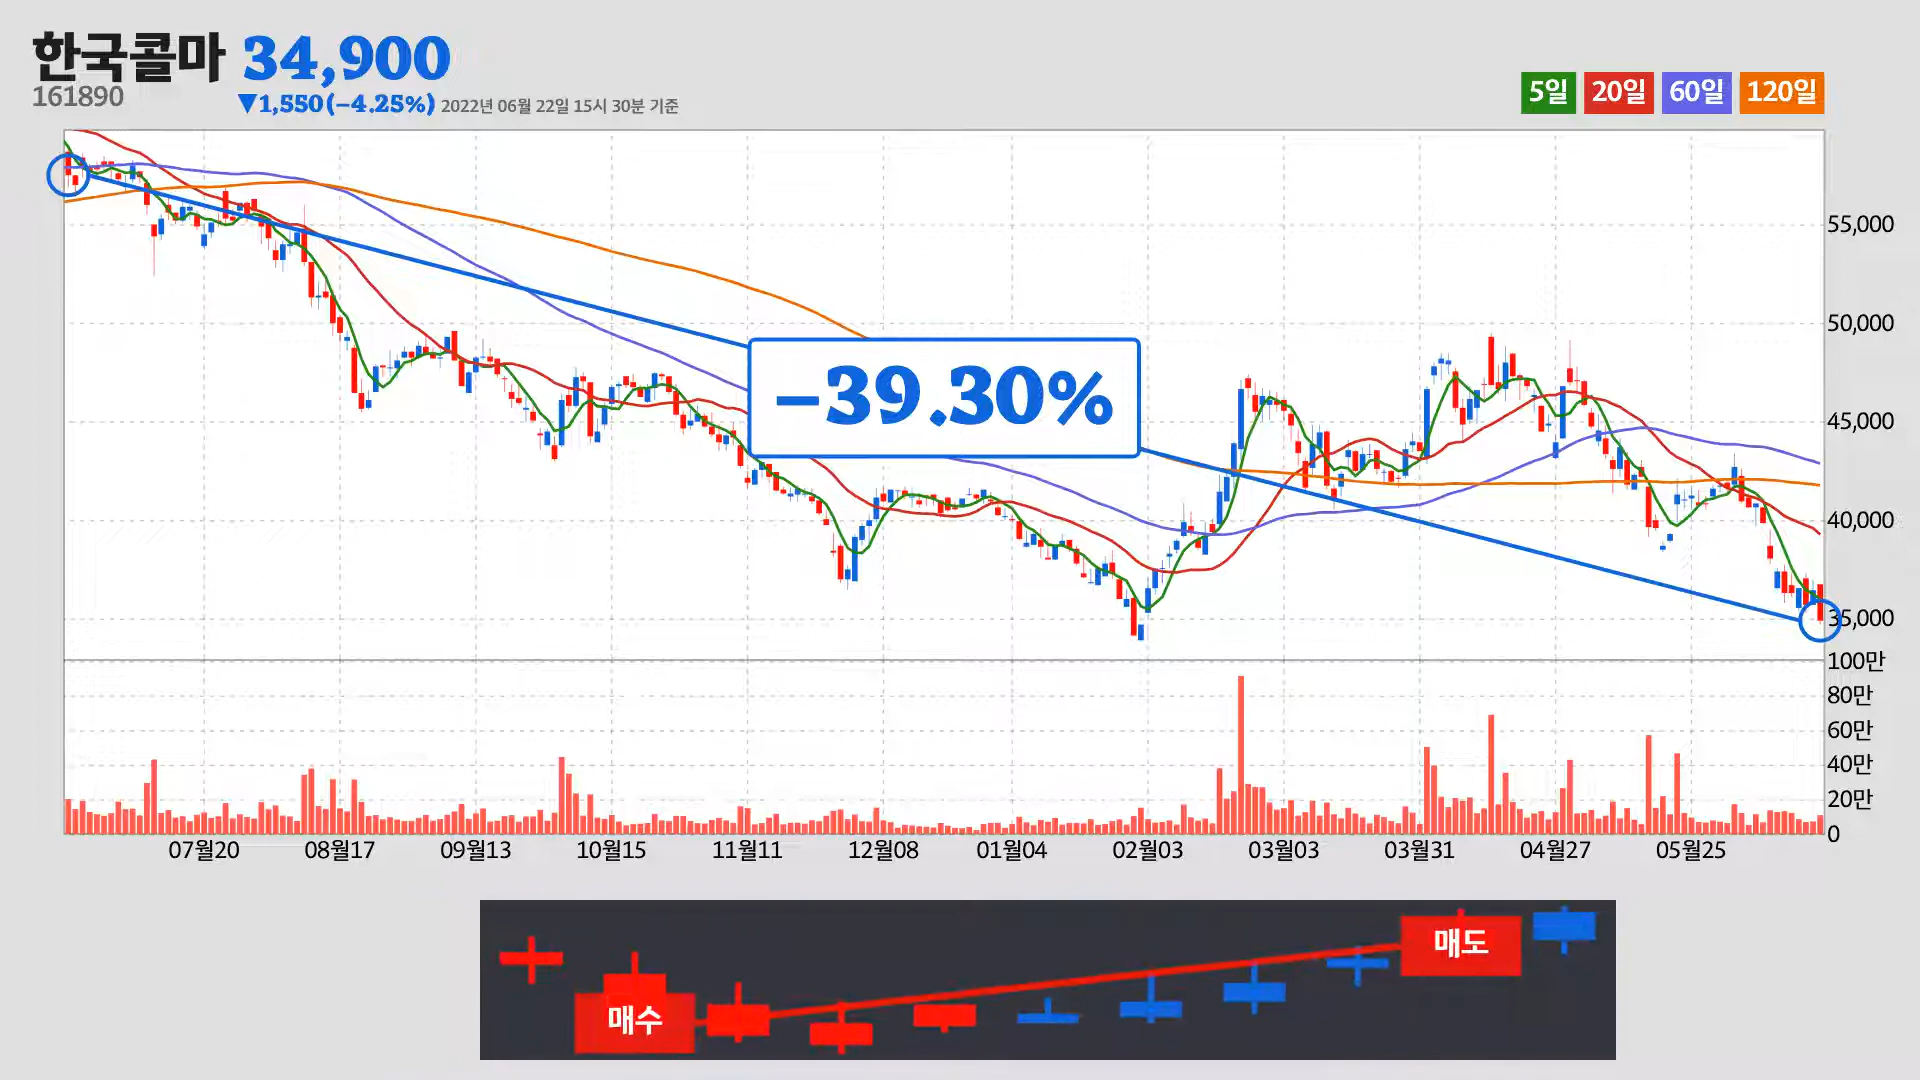 한국콜마 34,900
161890
▼1,550(-4.25%) 2022년 06월 22일 15시 30분 기준
5일 20일 60일 120일
55,000
50,000
-39.30%
45,000
40,000
35,000
100만
80만
60만
40만
20만
0
07월20 08월17 09월13 10월15 11월11 12월08 01월04 02월03 03월03 03월31 04월27 05월25
매도
매수